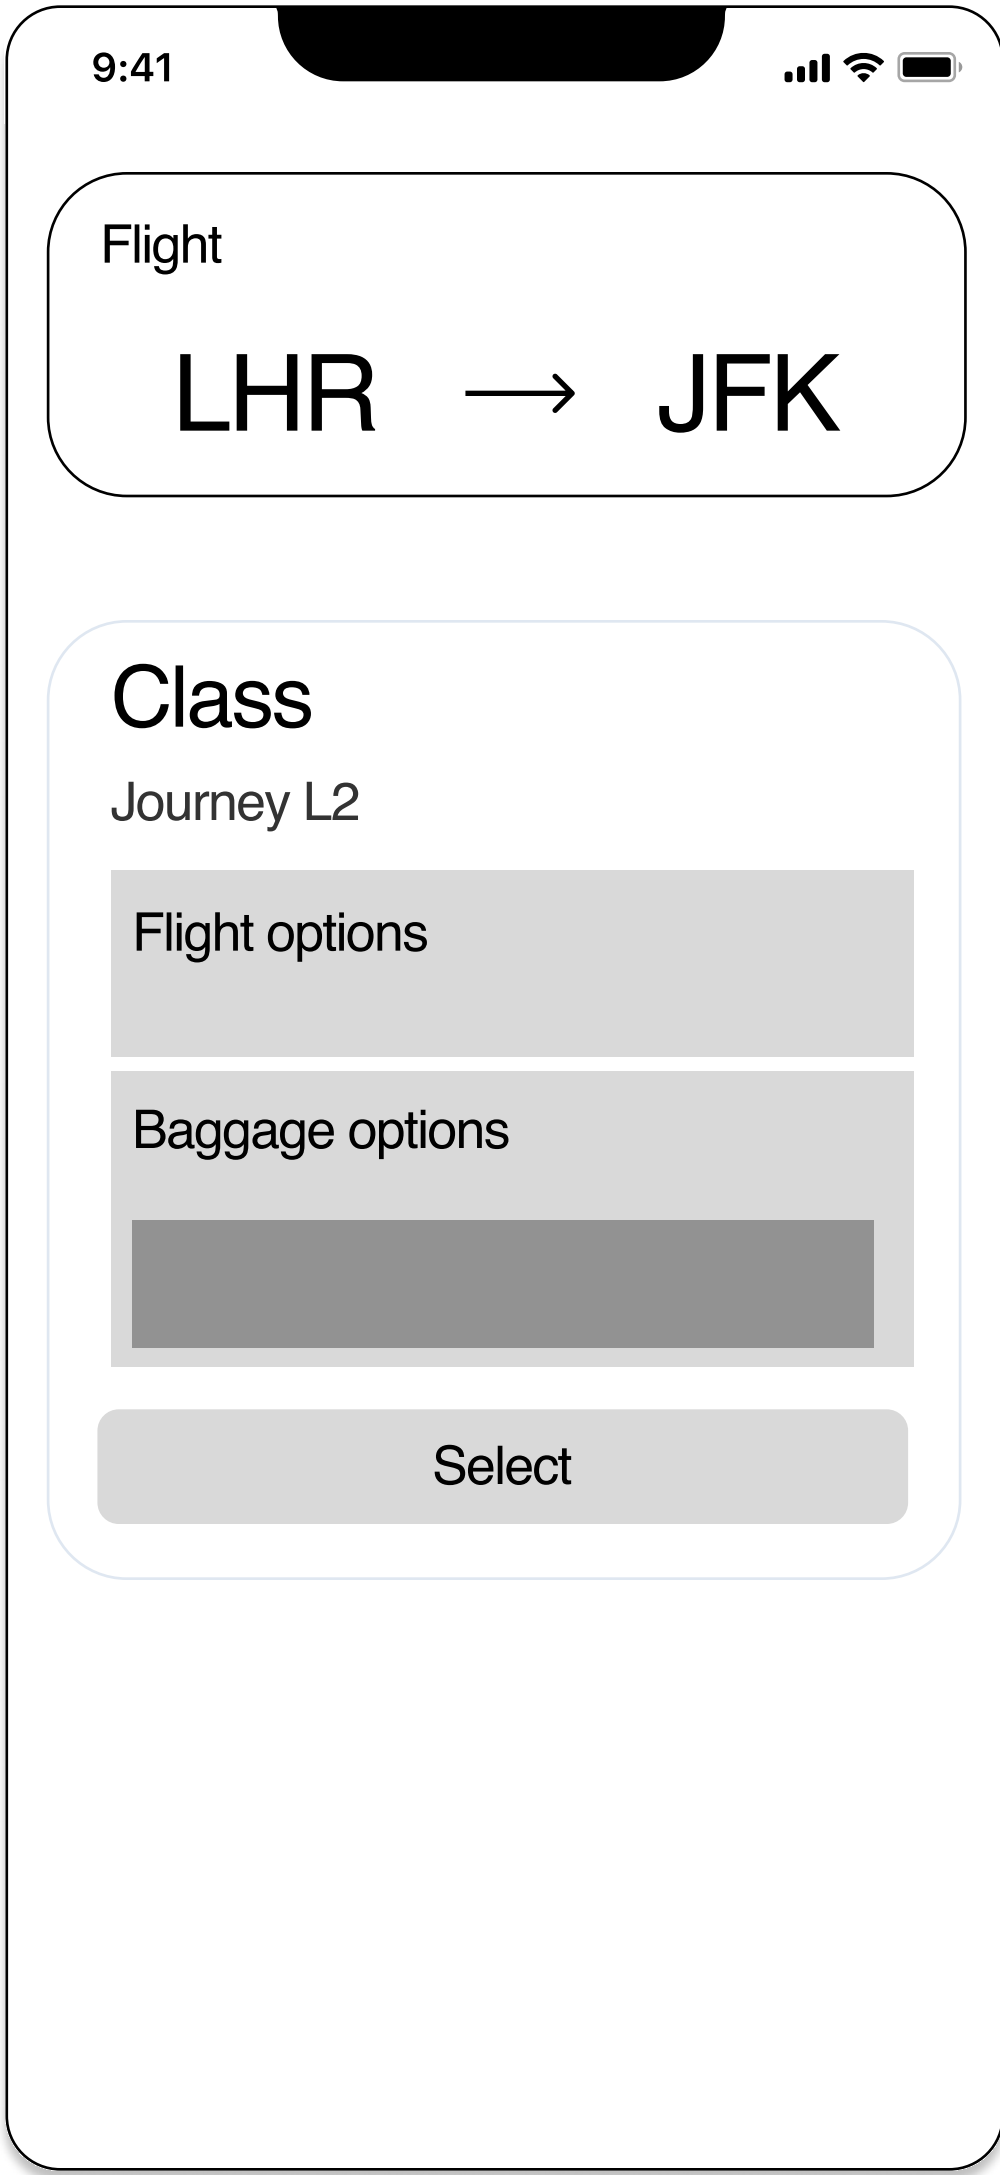 9:41
Flight
LHR → JFK
Class
Journey L2
Flight options
Baggage options
Select